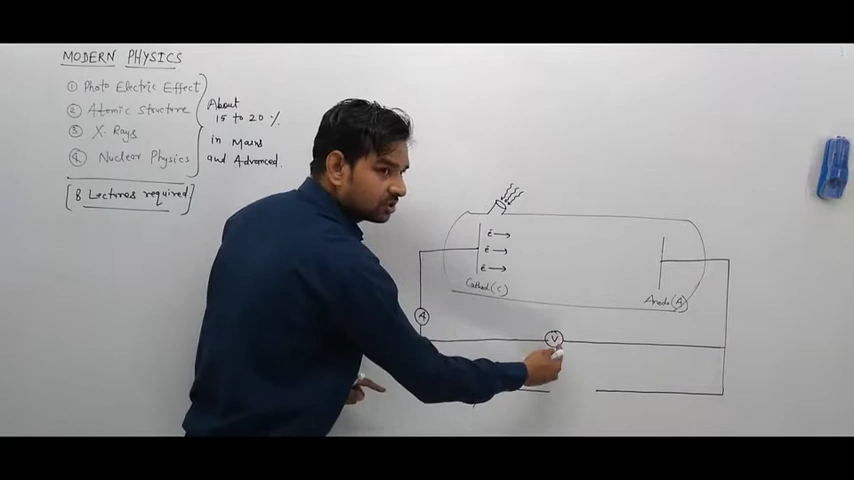 MODERN PHYSICS
① Photo Electric Effect
② Atomic Structure
③ X-Rays
④ Nuclear Physics
About
15 to 20 %
in Mains
and Advanced.
[8 Lectures required]
e
e
e
Cathod (C)
Anode (A)
A
V